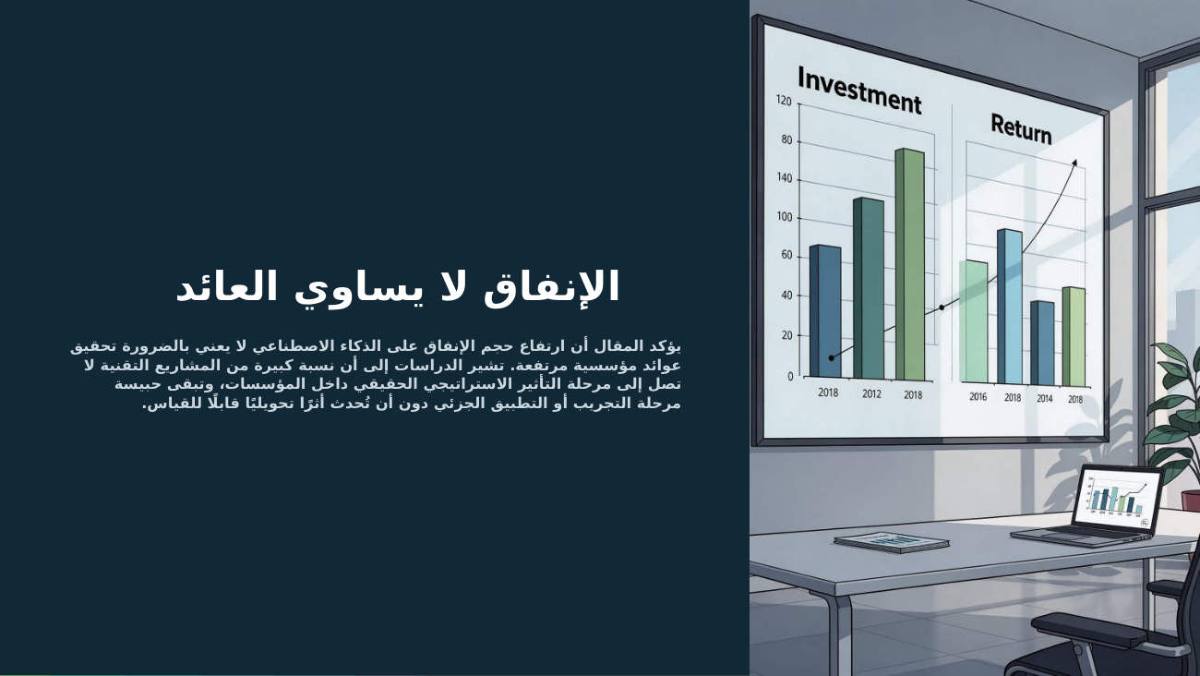 الإنفاق لا يساوي العائد
يؤكد المقال أن ارتفاع حجم الإنفاق على الذكاء الاصطناعي لا يعني بالضرورة تحقيق
عوائد مؤسسية مرتفعة. تشير الدراسات إلى أن نسبة كبيرة من المشاريع التقنية لا
تصل إلى مرحلة التأثير الاستراتيجي الحقيقي داخل المؤسسات، وتبقى حبيسة
مرحلة التجريب أو التطبيق الجزئي دون أن تُحدث أثرًا تحويليًا قابلًا للقياس.
Investment
Return
120
80
140
100
60
40
20
0
2018 2012 2018
2016 2018 2014 2018